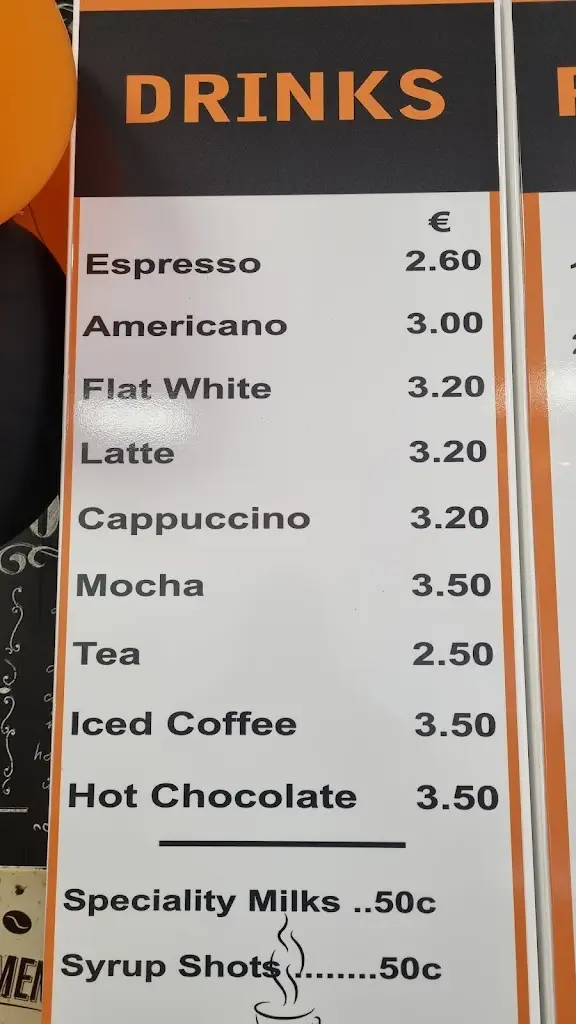 DRINKS
€
Espresso 2.60
Americano 3.00
Flat White 3.20
Latte 3.20
Cappuccino 3.20
Mocha 3.50
Tea 2.50
Iced Coffee 3.50
Hot Chocolate 3.50
Speciality Milks ..50c
Syrup Shots ........50c